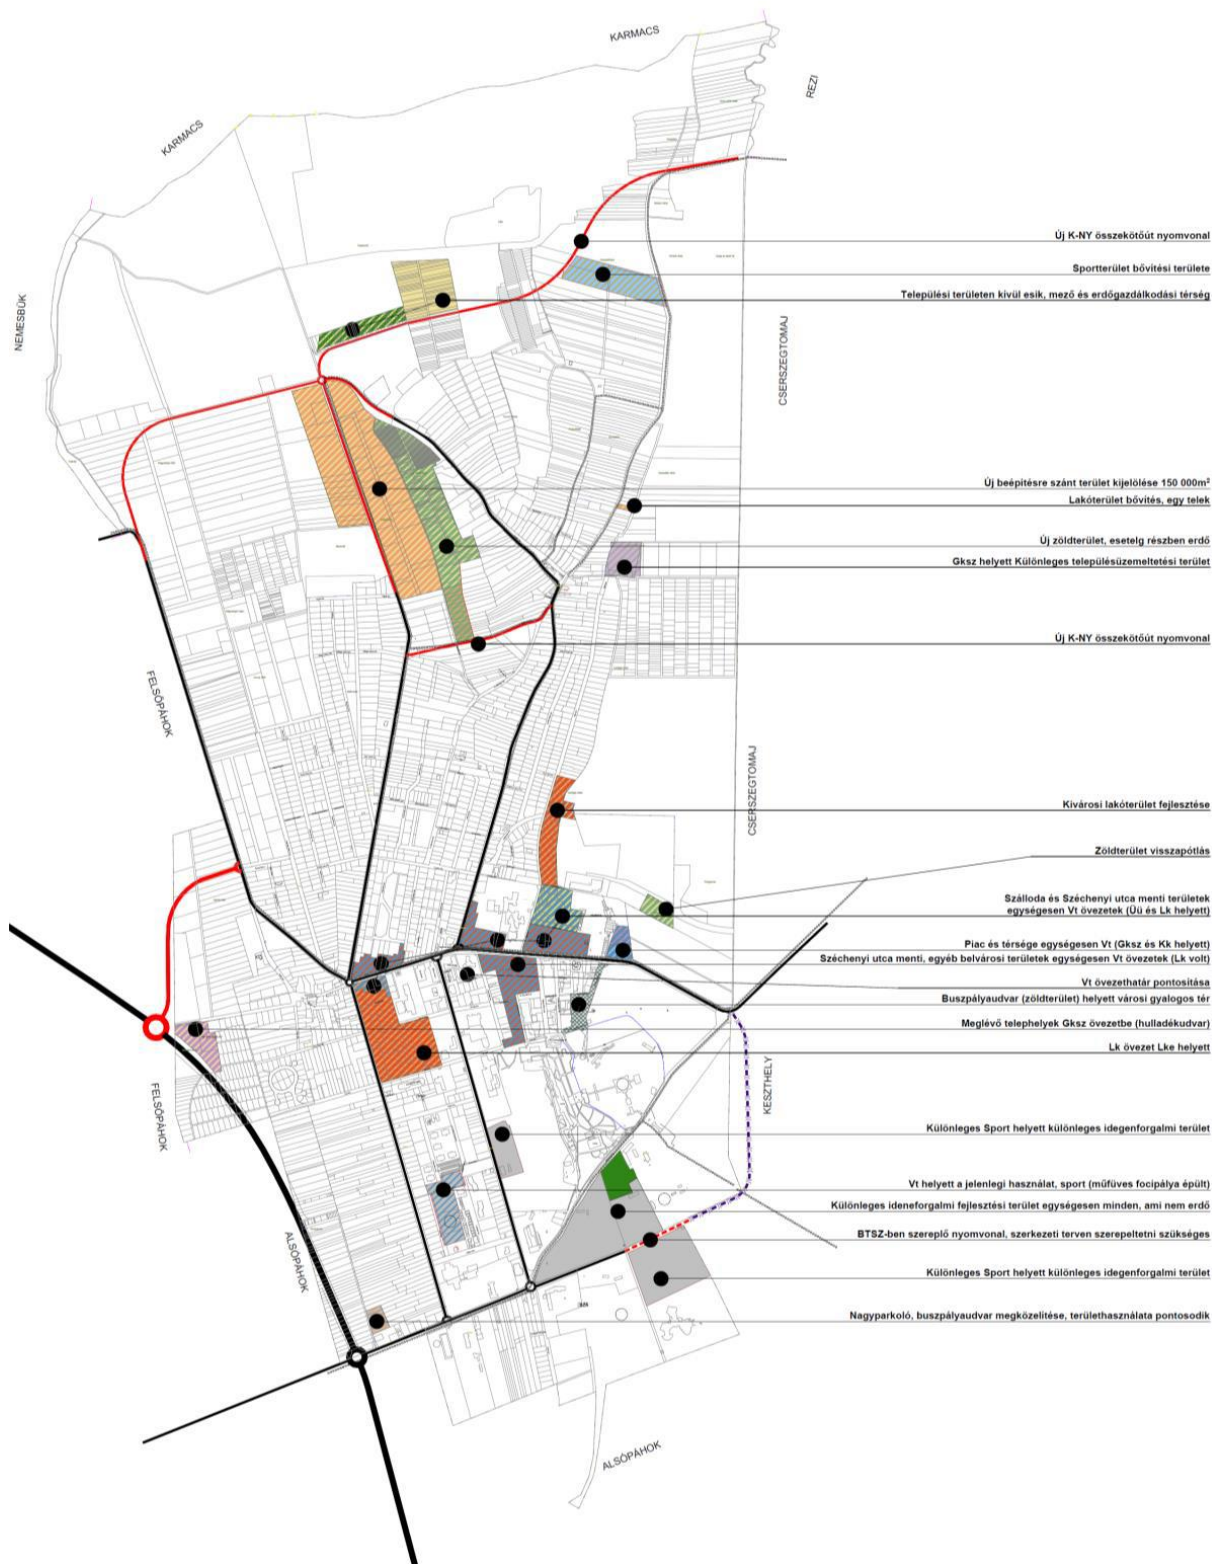 KARMACS
REZI
KARMACS
Új K-NY összekötőút nyomvonal
Sportterület bővítési területe
Települési területen kívül esik, mező és erdőgazdálkodási térség
NEMESBÜK
CSERSZEGTOMAJ
Új beépítésre szánt terület kijelölése 150 000m²
Lakóterület bővítés, egy telek
Új zöldterület, esetelg részben erdő
Gksz helyett Különleges településüzemeltetési terület
Új K-NY összekötőút nyomvonal
FELSŐPÁHOK
CSERSZEGTOMAJ
Kivárosi lakóterület fejlesztése
Zöldterület visszapótlás
Szálloda és Széchenyi utca menti területek
egységesen Vt övezetek (Üü és Lk helyett)
Piac és térsége egységesen Vt (Gksz és Kk helyett)
Széchenyi utca menti, egyéb belvárosi területek egységesen Vt övezetek (Lk volt)
Vt övezethatár pontosítása
Buszpályaudvar (zöldterület) helyett városi gyalogos tér
Meglévő telephelyek Gksz övezetbe (hulladékudvar)
Lk övezet Lke helyett
KESZTHELY
FELSŐPÁHOK
Különleges Sport helyett különleges idegenforgalmi terület
Vt helyett a jelenlegi használat, sport (műfüves focipálya épült)
Különleges ideneforgalmi fejlesztési terület egységesen minden, ami nem erdő
BTSZ-ben szereplő nyomvonal, szerkezeti terven szerepeltetni szükséges
ALSÓPÁHOK
Különleges Sport helyett különleges idegenforgalmi terület
Nagyparkoló, buszpályaudvar megközelítése, területhasználata pontosodik
ALSÓPÁHOK